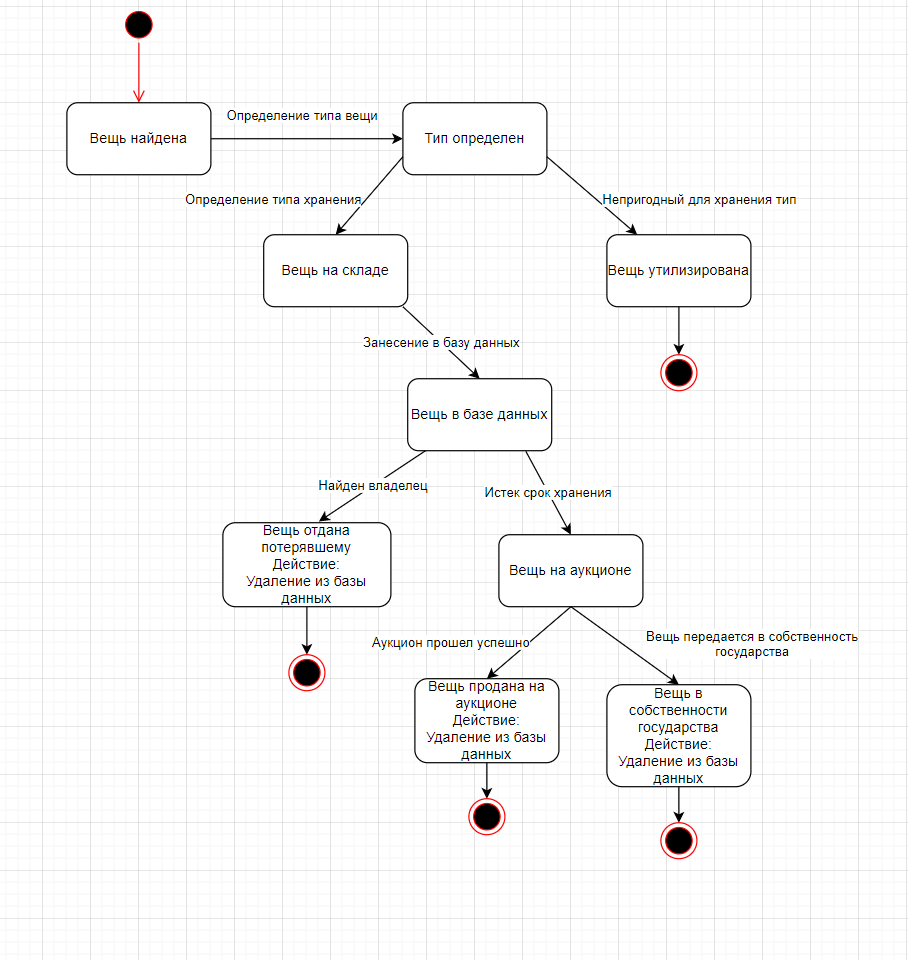 Определение типа вещи
Вещь найдена
Тип определен
Определение типа хранения
Непригодный для хранения тип
Вещь на складе
Вещь утилизирована
Занесение в базу данных
Вещь в базе данных
Найден владелец
Истек срок хранения
Вещь отдана
потерявшему
Действие:
Удаление из базы
данных
Вещь на аукционе
Аукцион прошел успешно
Вещь передается в собственность
государства
Вещь продана на
аукционе
Действие:
Удаление из базы
данных
Вещь в
собственности
государства
Действие:
Удаление из базы
данных